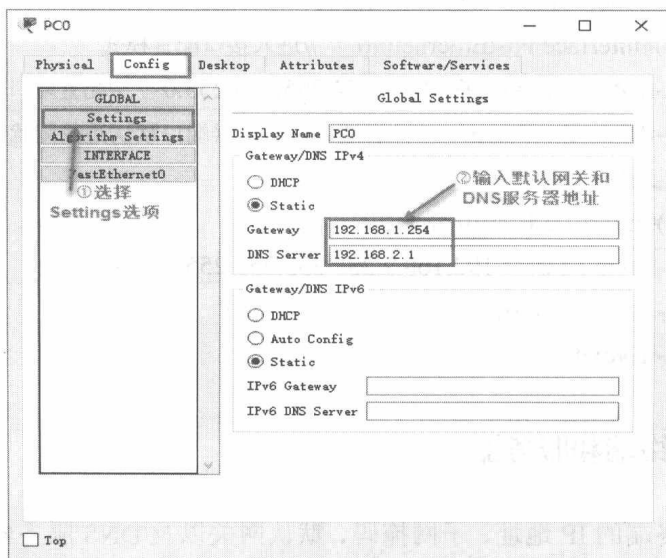 PC0
Physical Config Desktop Attributes Software/Services
GLOBAL
Settings
Algorithm Settings
INTERFACE
FastEthernet0
①选择
Settings选项
Global Settings
Display Name PC0
Gateway/DNS IPv4
DHCP
Static
Gateway 192.168.1.254
DNS Server 192.168.2.1
②输入默认网关和
DNS服务器地址
Gateway/DNS IPv6
DHCP
Auto Config
Static
IPv6 Gateway
IPv6 DNS Server
Top